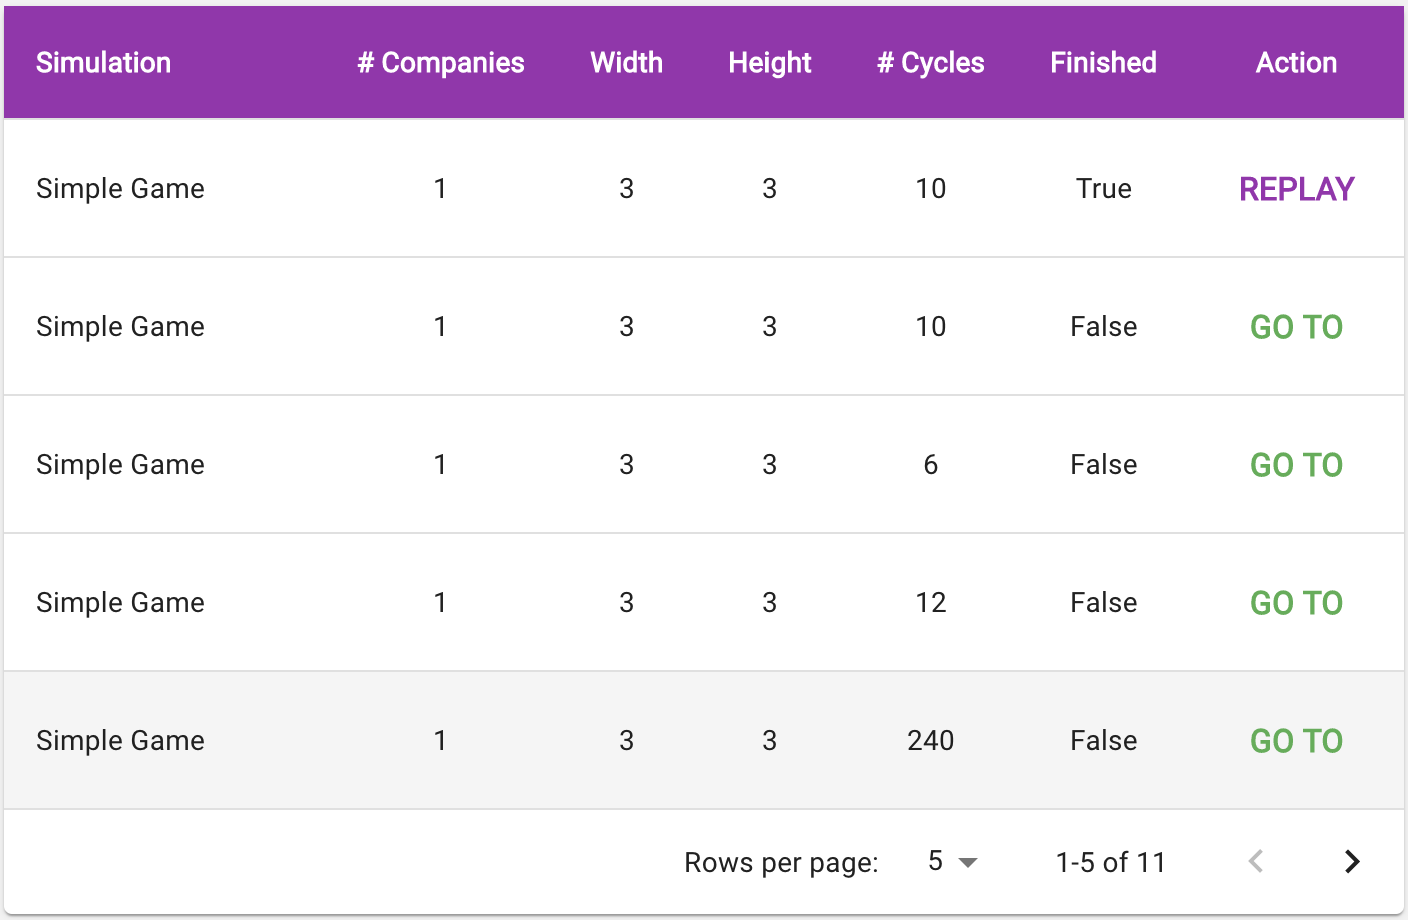 Simulation # Companies Width Height # Cycles Finished Action
Simple Game 1 3 3 10 True REPLAY
Simple Game 1 3 3 10 False GO TO
Simple Game 1 3 3 6 False GO TO
Simple Game 1 3 3 12 False GO TO
Simple Game 1 3 3 240 False GO TO
Rows per page: 5 1-5 of 11